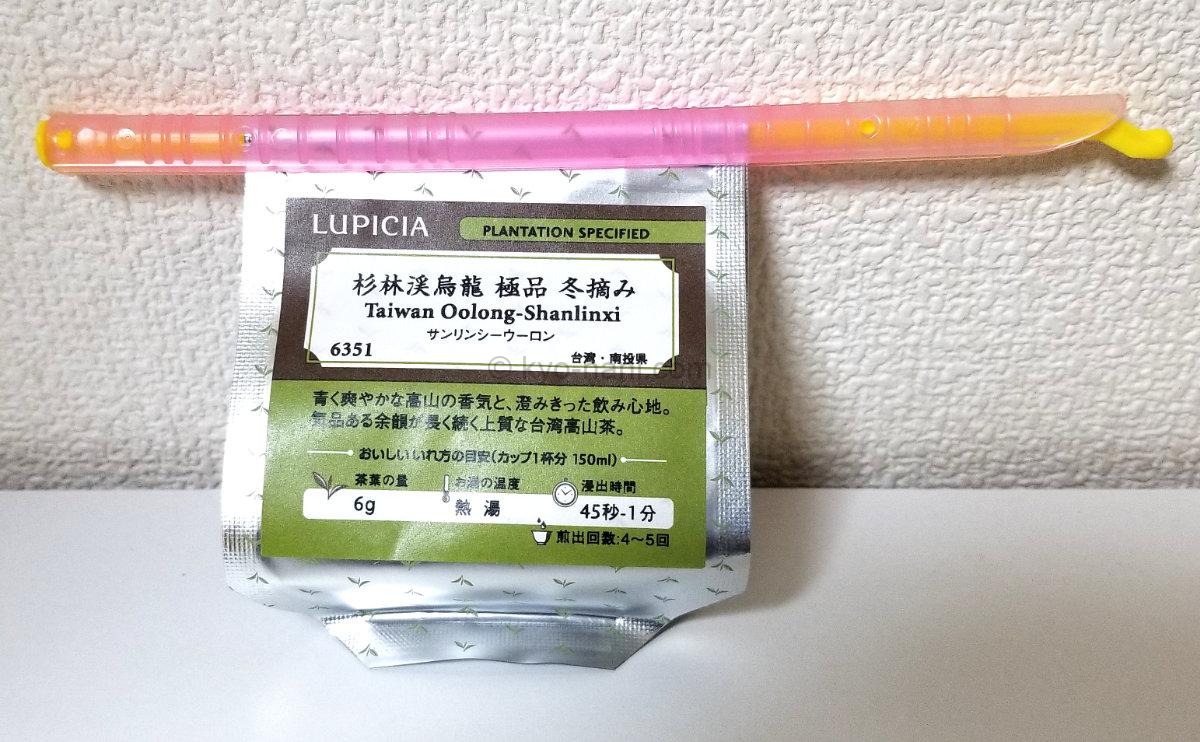 LUPICIA
PLANTATION SPECIFIED
杉林渓烏龍 極品 冬摘み
Taiwan Oolong-Shanlinxi
サンリンシーウーロン
6351
台湾・南投県
© kyo-nani.com
青く爽やかな高山の香気と、澄みきった飲み心地。
気品ある余韻が長く続く上質な台湾高山茶。
おいしいいれ方の目安(カップ1杯分 150ml)
茶葉の量
お湯の温度
浸出時間
6g
熱湯
45秒-1分
煎出回数:4〜5回